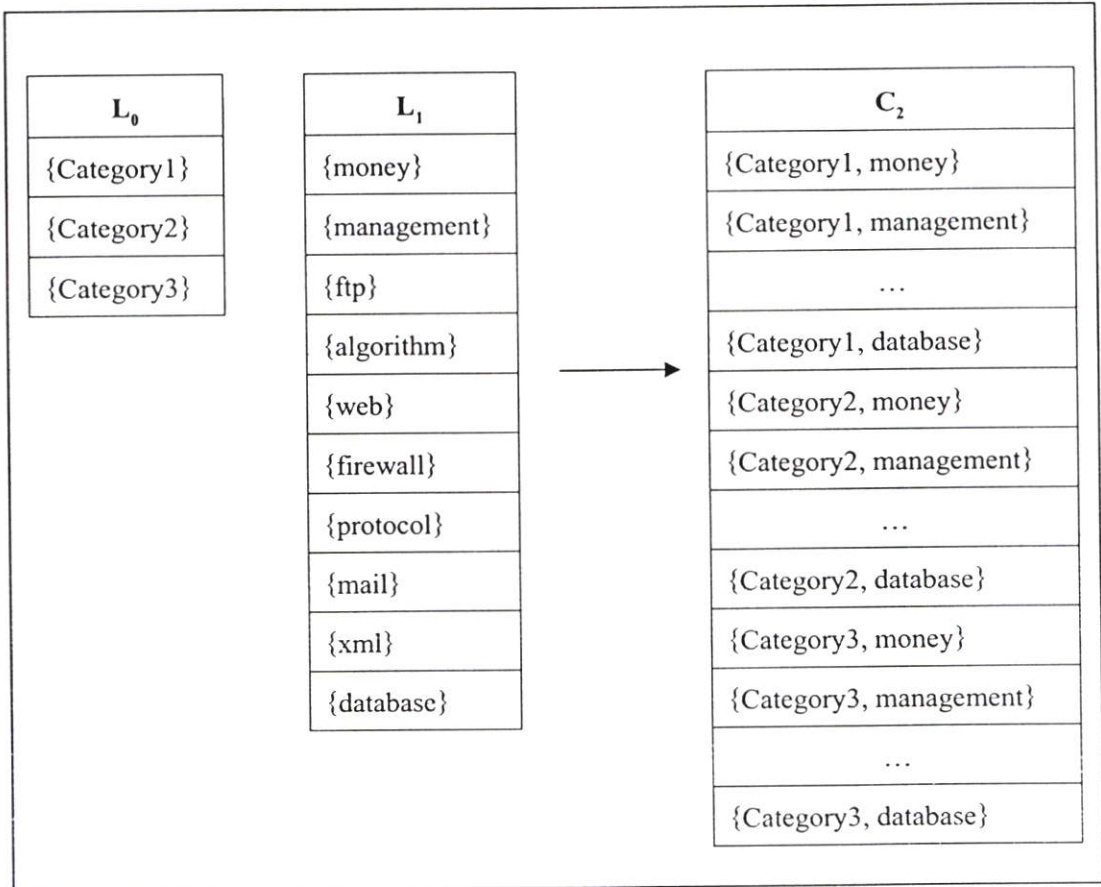 L₀
{Category1}
{Category2}
{Category3}
L₁
{money}
{management}
{ftp}
{algorithm}
{web}
{firewall}
{protocol}
{mail}
{xml}
{database}
C₂
{Category1, money}
{Category1, management}
...
{Category1, database}
{Category2, money}
{Category2, management}
...
{Category2, database}
{Category3, money}
{Category3, management}
...
{Category3, database}